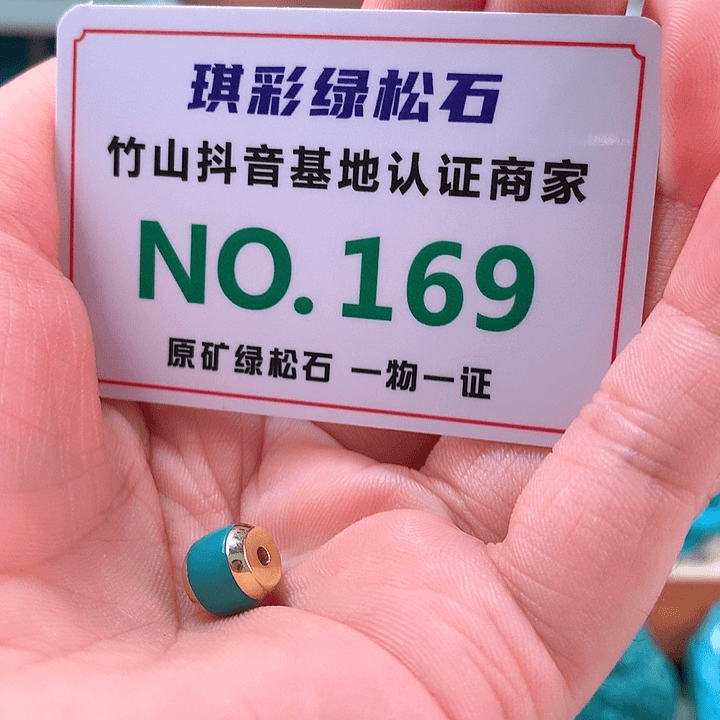 琪彩绿松石
竹山抖音基地认证商家
NO.169
原矿绿松石 一物一证